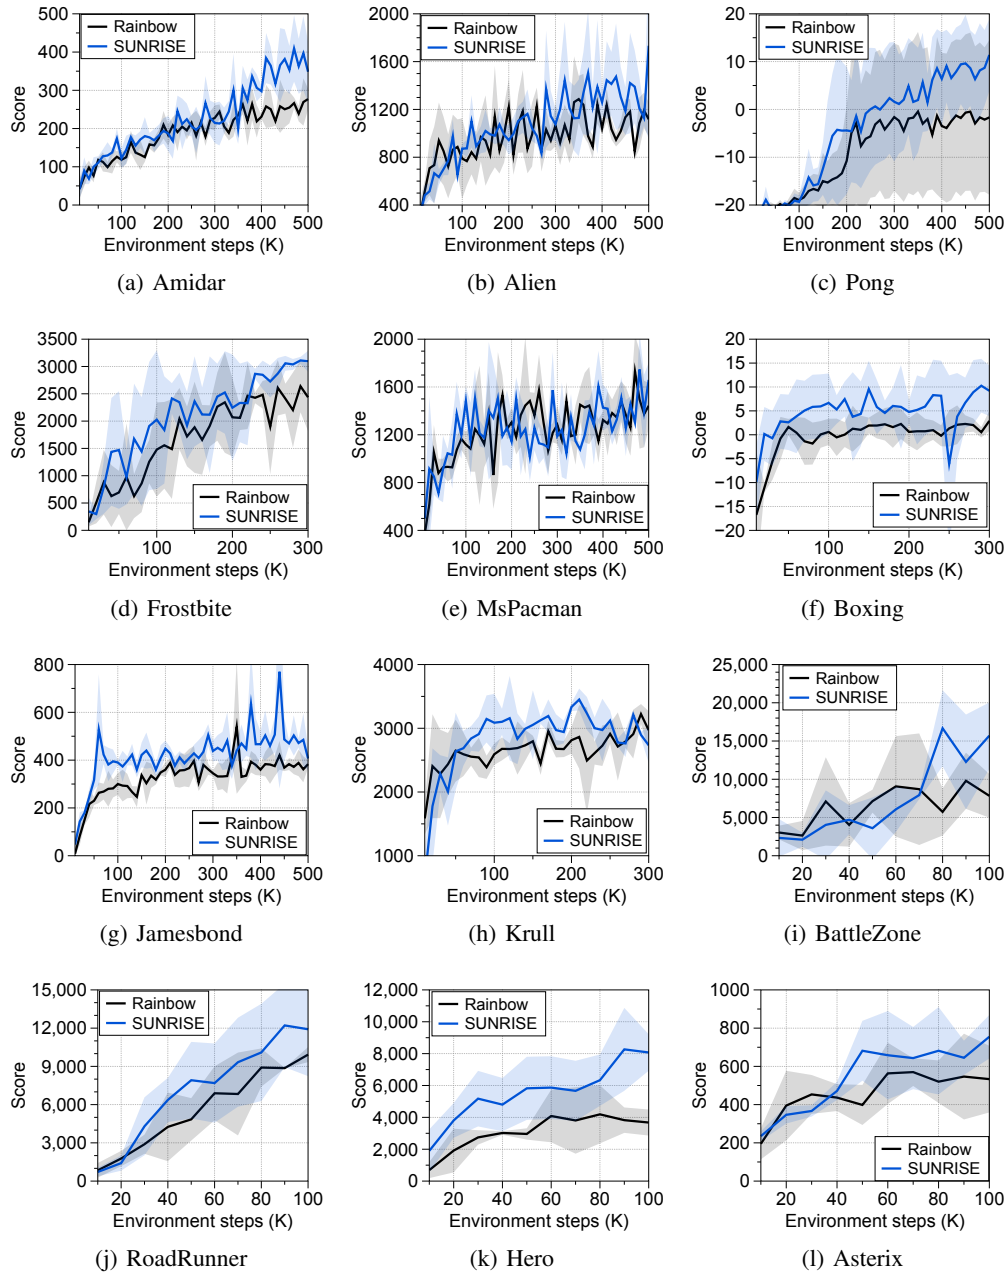 500
400
300
200
100
0
Score
Rainbow
SUNRISE
100 200 300 400 500
Environment steps (K)
(a) Amidar
2000
1600
1200
800
400
Score
Rainbow
SUNRISE
100 200 300 400 500
Environment steps (K)
(b) Alien
20
10
0
−10
−20
Score
Rainbow
SUNRISE
0 100 200 300 400 500
Environment steps (K)
(c) Pong
3500
3000
2500
2000
1500
1000
500
0
Score
Rainbow
SUNRISE
100 200 300
Environment steps (K)
(d) Frostbite
2000
1600
1200
800
400
Score
Rainbow
SUNRISE
100 200 300 400 500
Environment steps (K)
(e) MsPacman
20
15
10
5
0
−5
−10
−15
−20
Score
Rainbow
SUNRISE
100 200 300
Environment steps (K)
(f) Boxing
800
600
400
200
0
Score
Rainbow
SUNRISE
0 100 200 300 400 500
Environment steps (K)
(g) Jamesbond
4000
3000
2000
1000
Score
Rainbow
SUNRISE
100 200 300
Environment steps (K)
(h) Krull
25,000
20,000
15,000
10,000
5,000
0
Score
Rainbow
SUNRISE
20 40 60 80 100
Environment steps (K)
(i) BattleZone
15,000
12,000
9,000
6,000
3,000
0
Score
Rainbow
SUNRISE
20 40 60 80 100
Environment steps (K)
(j) RoadRunner
12,000
10,000
8,000
6,000
4,000
2,000
0
Score
Rainbow
SUNRISE
20 40 60 80 100
Environment steps (K)
(k) Hero
1000
800
600
400
200
0
Score
Rainbow
SUNRISE
20 40 60 80 100
Environment steps (K)
(l) Asterix